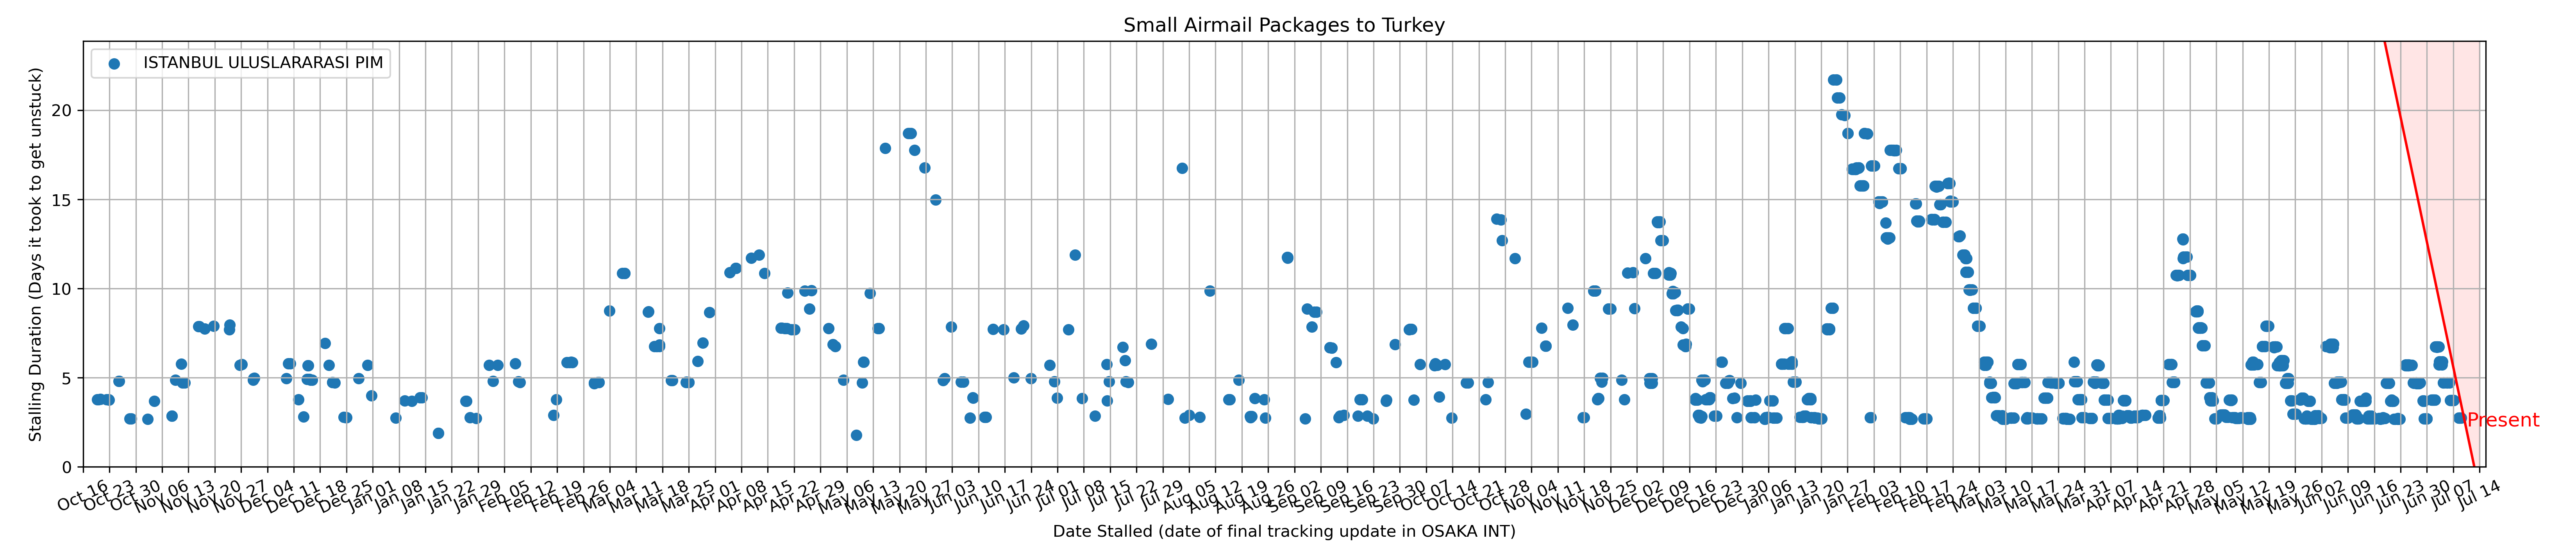 Small Airmail Packages to Turkey
ISTANBUL ULUSLARARASI PIM
Stalling Duration (Days it took to get unstuck)
20
15
10
5
0
Present
Oct 16 Oct 23 Oct 30 Nov 06 Nov 13 Nov 20 Nov 27 Dec 04 Dec 11 Dec 18 Dec 25 Jan 01 Jan 08 Jan 15 Jan 22 Jan 29 Feb 05 Feb 12 Feb 19 Feb 26 Mar 04 Mar 11 Mar 18 Mar 25 Apr 01 Apr 08 Apr 15 Apr 22 Apr 29 May 06 May 13 May 20 May 27 Jun 03 Jun 10 Jun 17 Jun 24 Jul 01 Jul 08 Jul 15 Jul 22 Jul 29 Aug 05 Aug 12 Aug 19 Aug 26 Sep 02 Sep 09 Sep 16 Sep 23 Sep 30 Oct 07 Oct 14 Oct 21 Oct 28 Nov 04 Nov 11 Nov 18 Nov 25 Dec 02 Dec 09 Dec 16 Dec 23 Dec 30 Jan 06 Jan 13 Jan 20 Jan 27 Feb 03 Feb 10 Feb 17 Feb 24 Mar 03 Mar 10 Mar 17 Mar 24 Mar 31 Apr 07 Apr 14 Apr 21 Apr 28 May 05 May 12 May 19 May 26 Jun 02 Jun 09 Jun 16 Jun 23 Jun 30 Jul 07 Jul 14
Date Stalled (date of final tracking update in OSAKA INT)